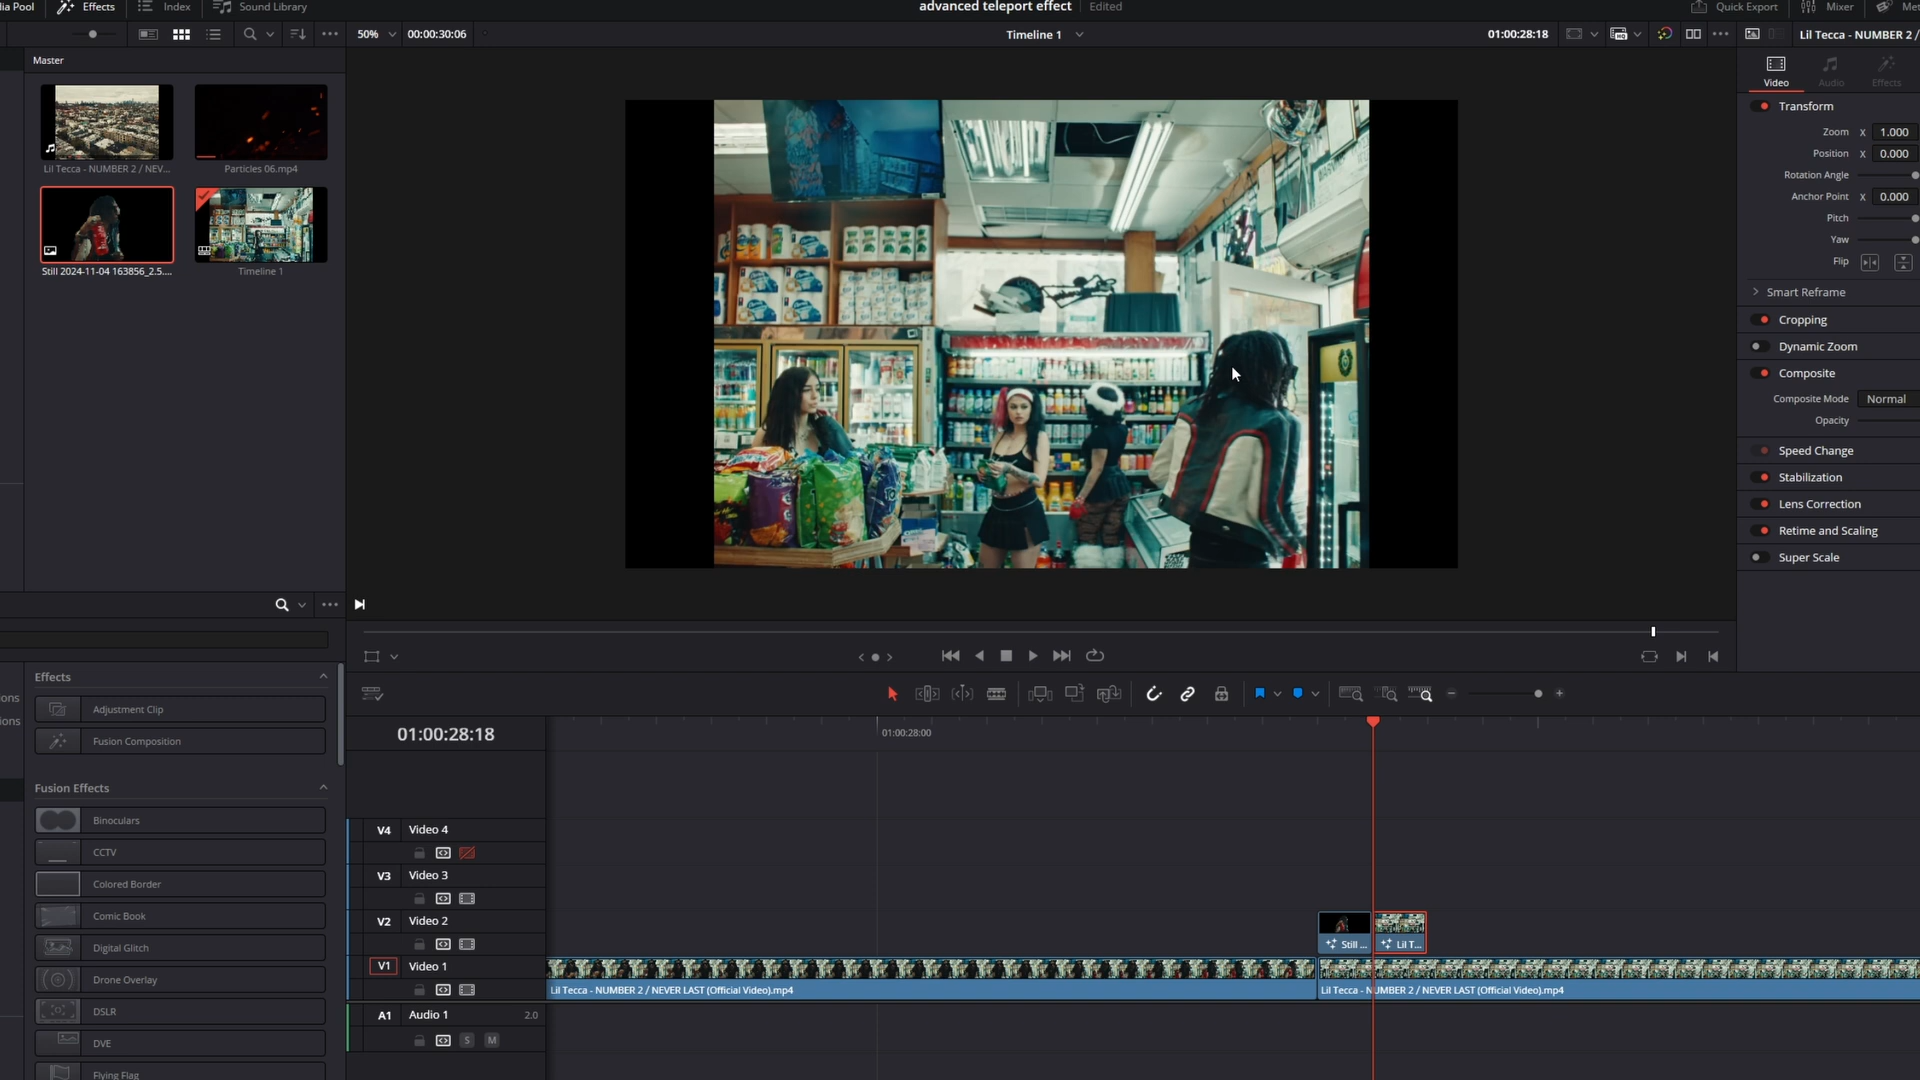 ia Pool
Effects
Index
Sound Library
advanced teleport effect
Edited
Quick Export
Mixer
Met
50%
00:00:30:06
Timeline 1
01:00:28:18
Lil Tecca - NUMBER 2 /
Master
Lil Tecca - NUMBER 2 / NEV...
Particles 06.mp4
Still 2024-11-04 163856_2.5....
Timeline 1
Video
Audio
Effects
Transform
Zoom X 1.000
Position X 0.000
Rotation Angle
Anchor Point X 0.000
Pitch
Yaw
Flip
Smart Reframe
Cropping
Dynamic Zoom
Composite
Composite Mode Normal
Opacity
Speed Change
Stabilization
Lens Correction
Retime and Scaling
Super Scale
ons
ions
Effects
Adjustment Clip
Fusion Composition
Fusion Effects
Binoculars
CCTV
Colored Border
Comic Book
Digital Glitch
Drone Overlay
DSLR
DVE
Flying Flag
01:00:28:18
01:00:28:00
V4 Video 4
V3 Video 3
V2 Video 2
Still ...
Lil T...
V1 Video 1
Lil Tecca - NUMBER 2 / NEVER LAST (Official Video).mp4
Lil Tecca - NUMBER 2 / NEVER LAST (Official Video).mp4
A1 Audio 1 2.0
S M